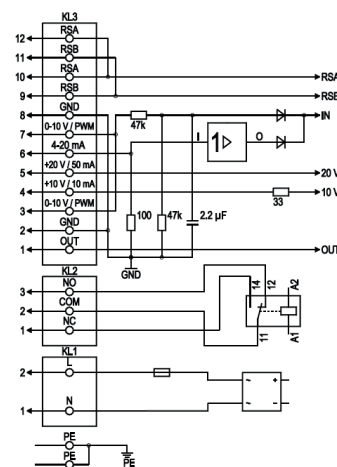 KL3
12 RSA
11 RSB
10 RSA RSA
9 RSB RSB
8 GND IN
7 0-10 V / PWM 47k
6 4-20 mA I 1 O
5 +20 V / 50 mA 20 V
4 +10 V / 10 mA 33 10 V
3 0-10 V / PWM 100 47k 2.2 µF
2 GND
1 OUT OUT
GND
KL2
3 NO 14 12 A2
2 COM
1 NC 11 A1
KL1
2 L ~ +
1 N ~ −
PE
PE PE